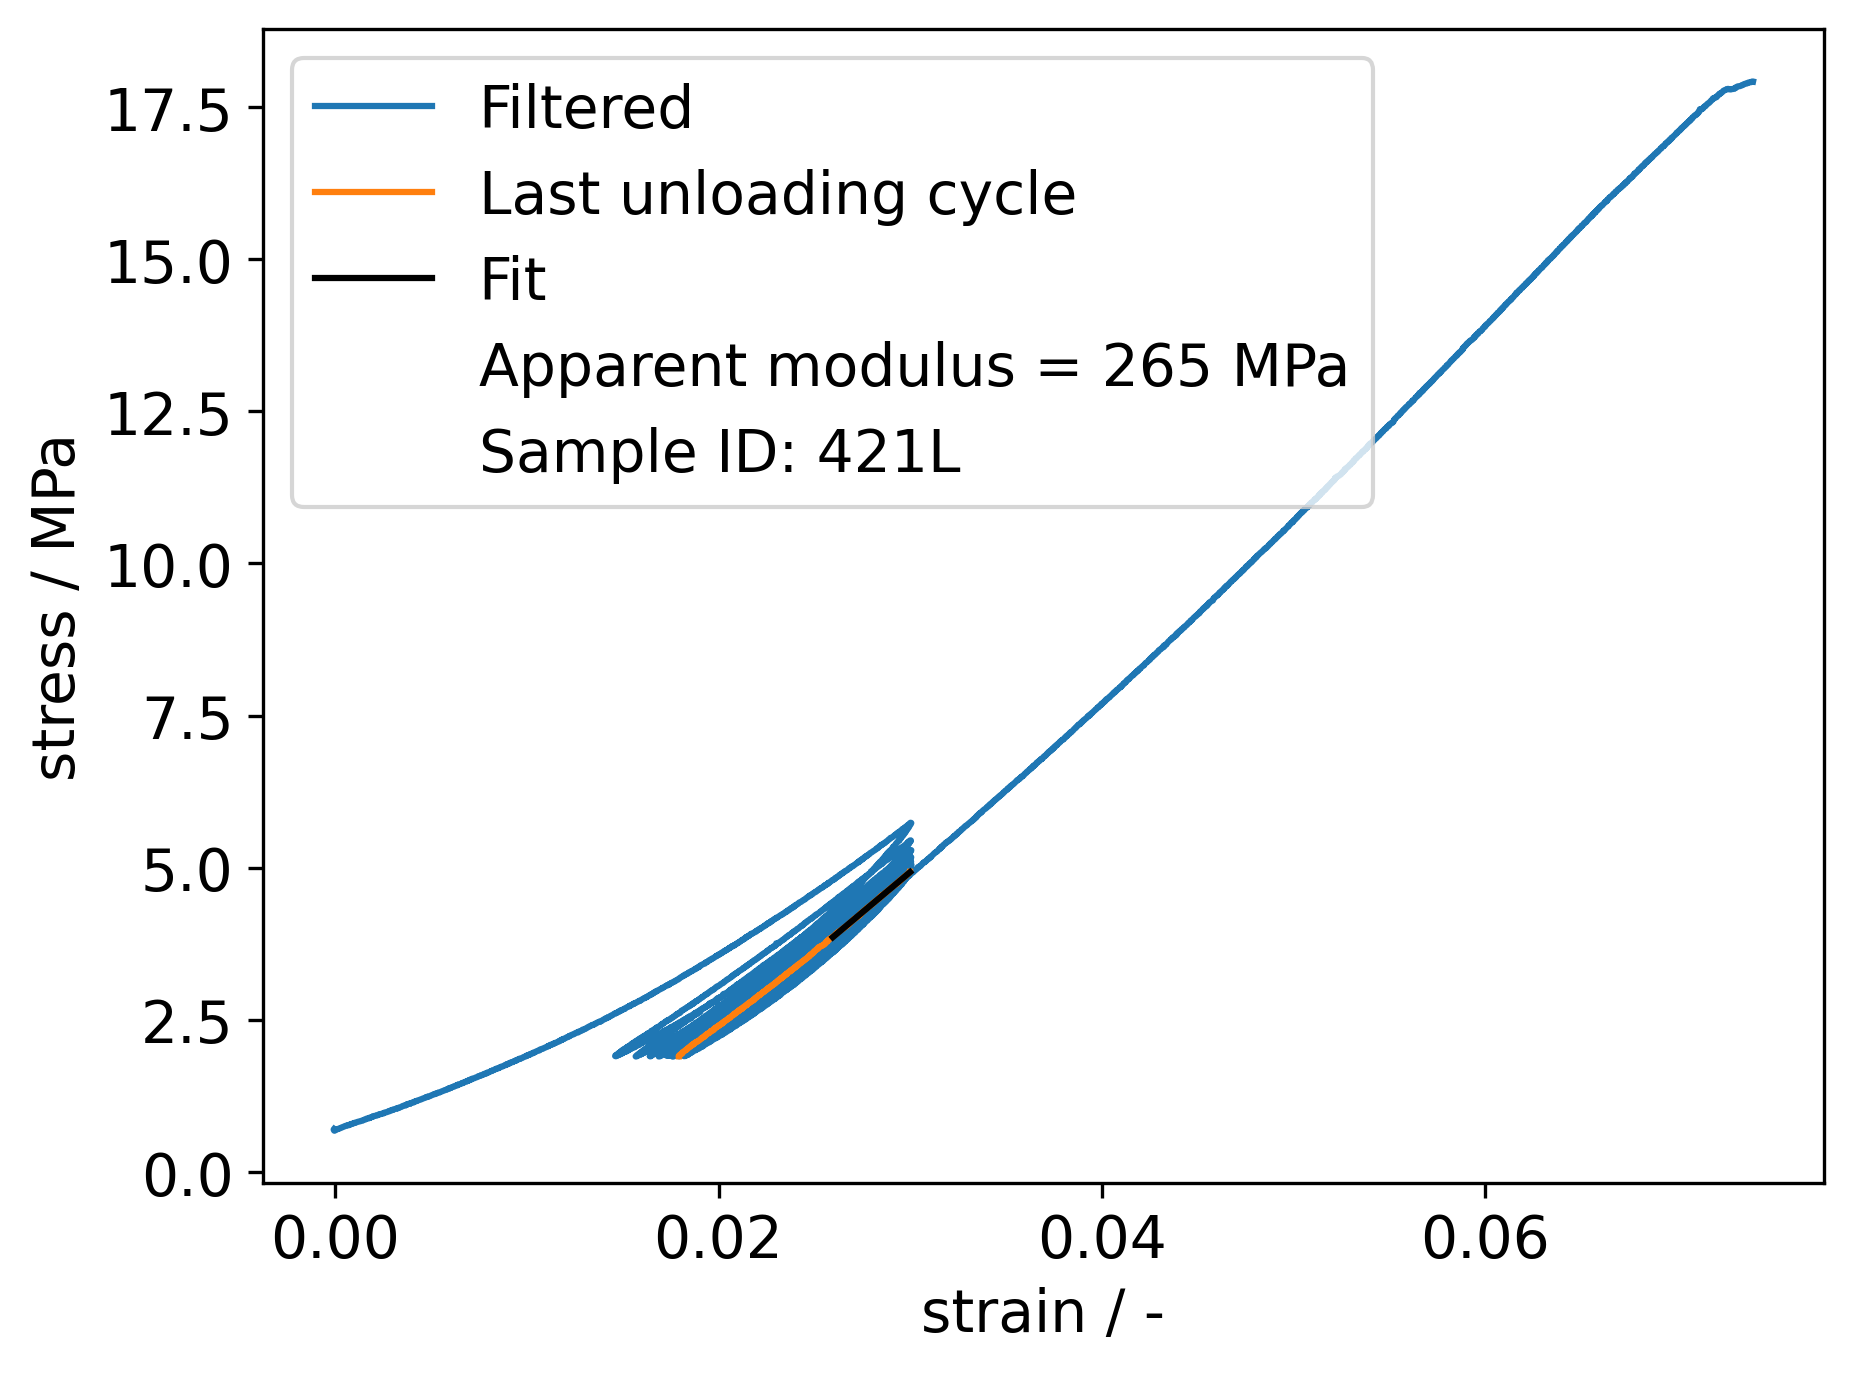 Filtered
Last unloading cycle
Fit
Apparent modulus = 265 MPa
Sample ID: 421L
17.5
15.0
12.5
10.0
7.5
5.0
2.5
0.0
stress / MPa
0.00 0.02 0.04 0.06
strain / -